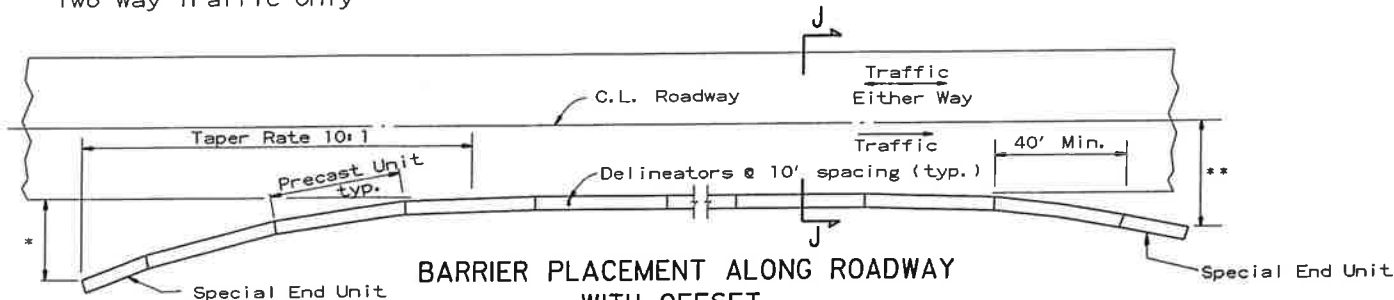 Two Way Traffic Only
J
Traffic
Either Way
C.L. Roadway
Taper Rate 10:1
Traffic
40' Min.
Precast Unit
typ.
Delineators @ 10' spacing (typ.)
**
*
J
BARRIER PLACEMENT ALONG ROADWAY
Special End Unit
Special End Unit
WITH OFFSET